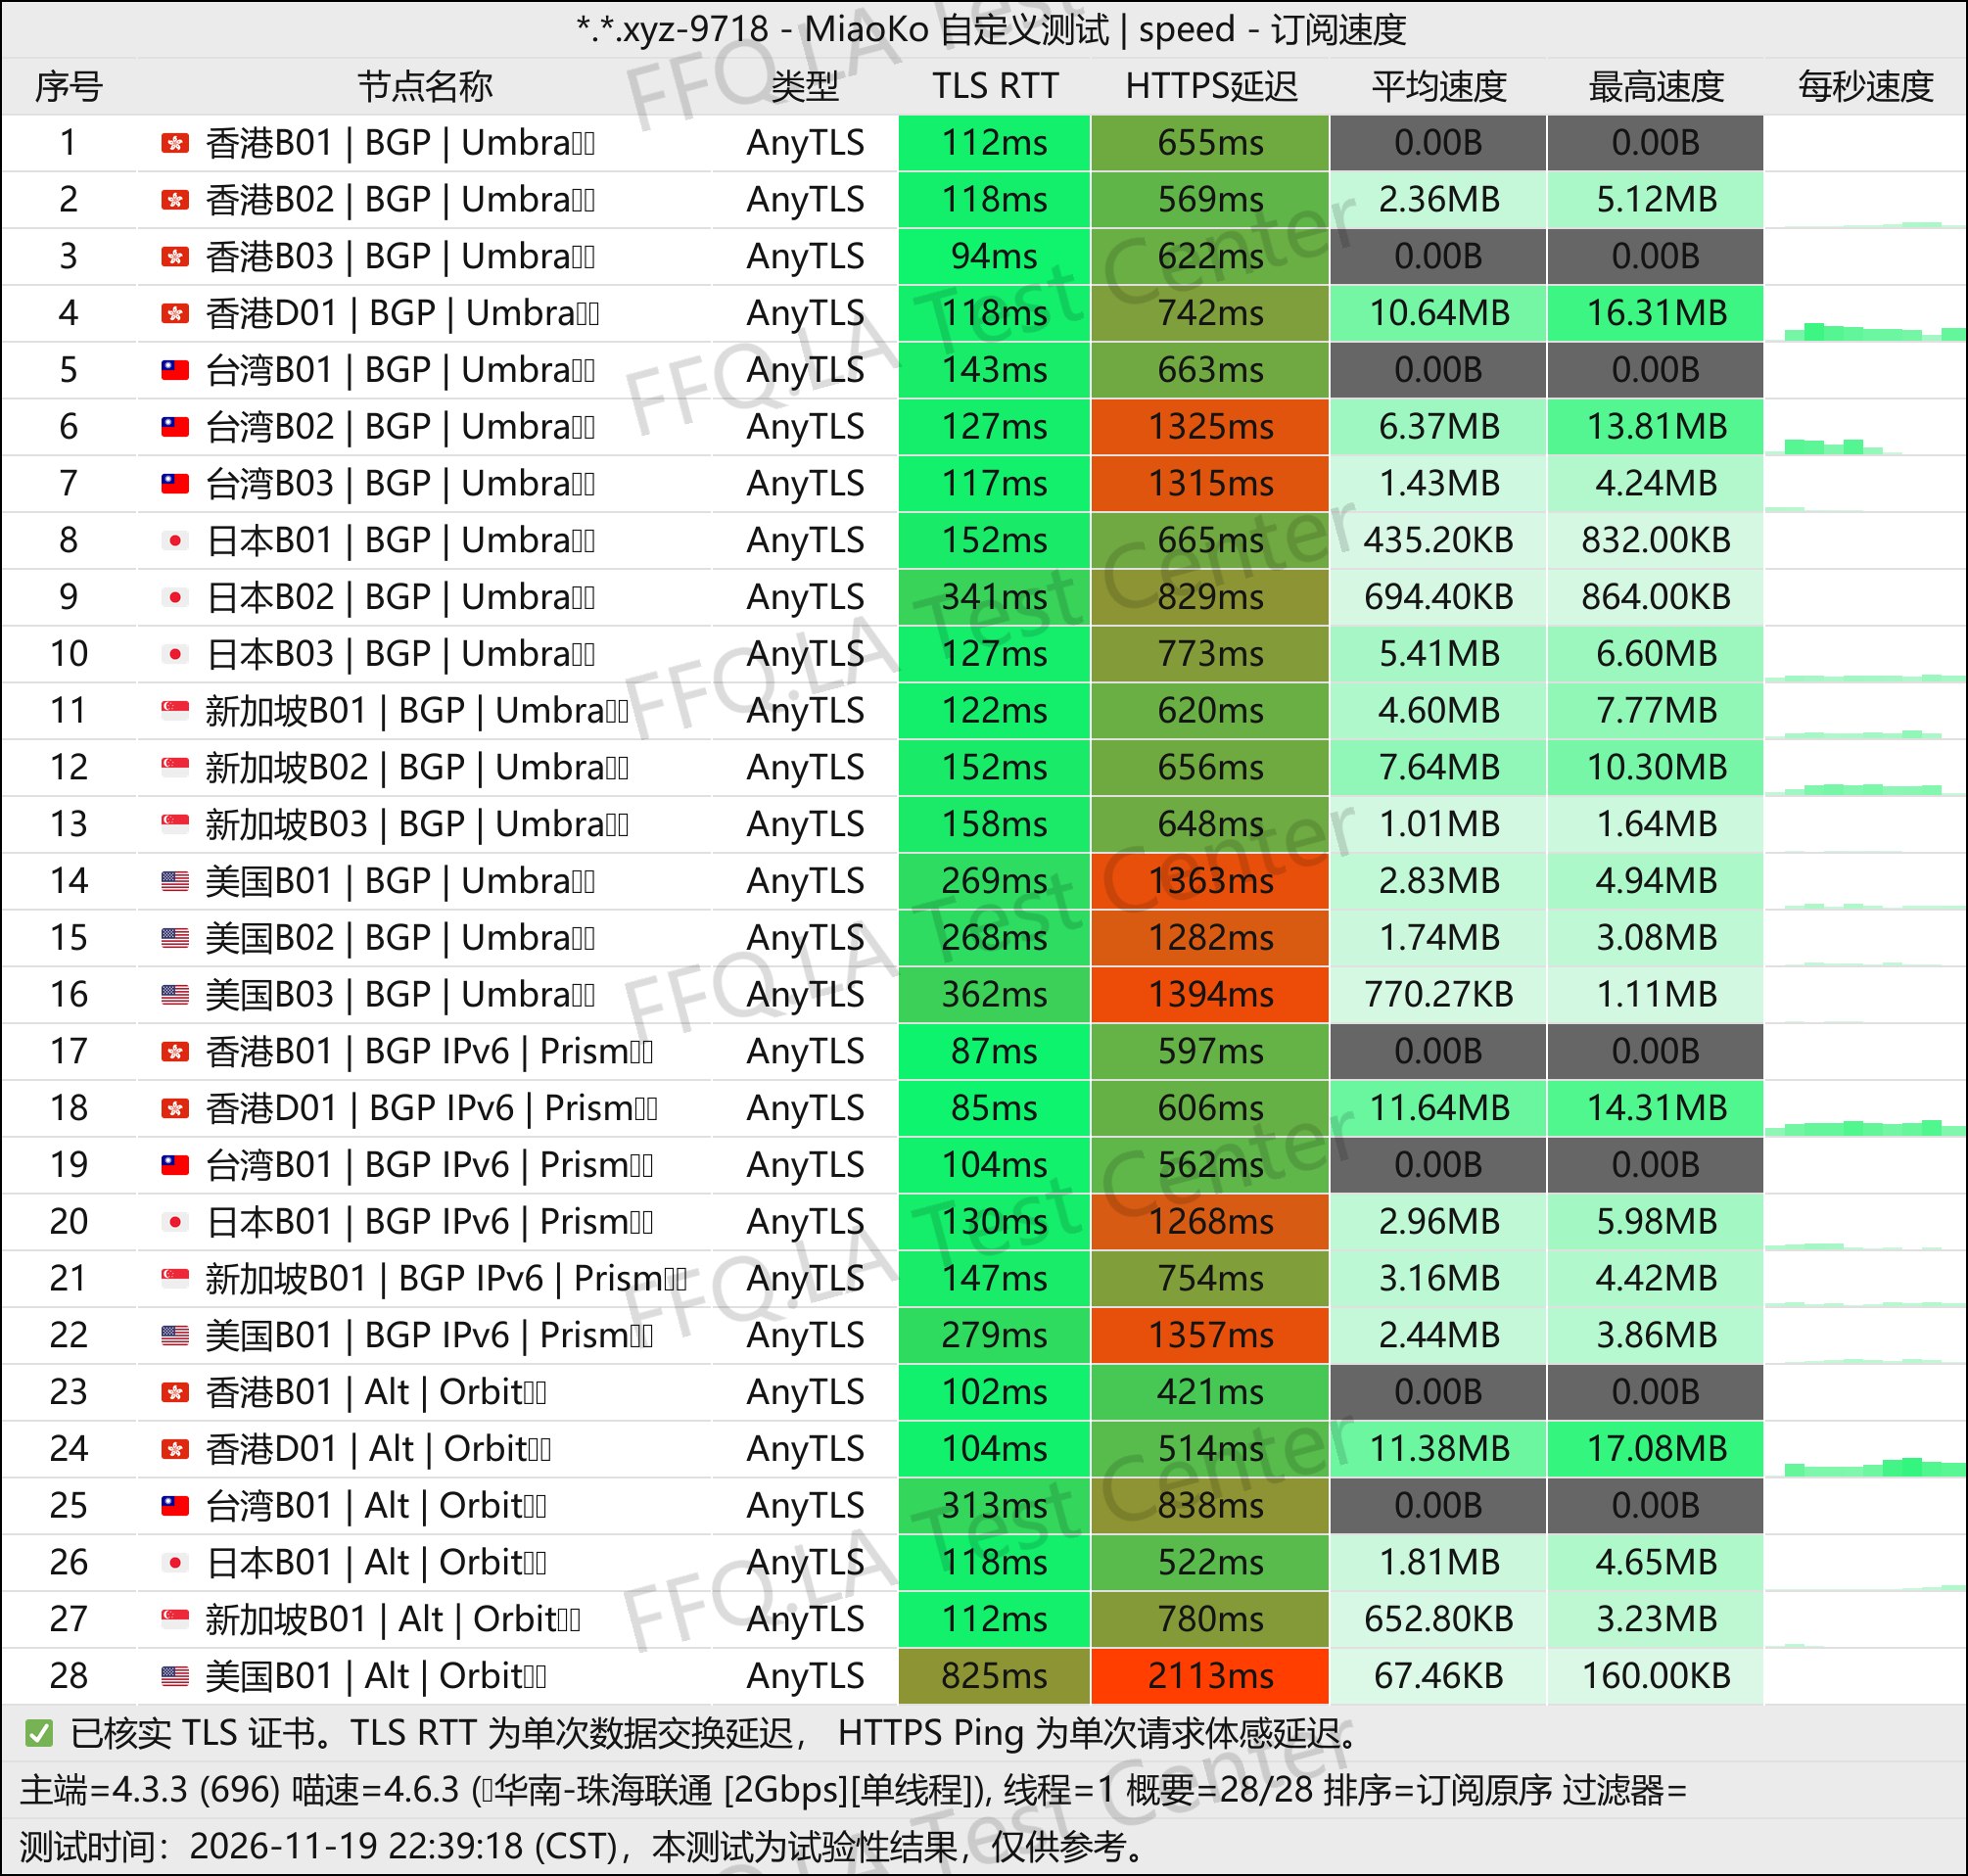 *.*.xyz-9718 - MiaoKo 自定义测试 | speed - 订阅速度
序号 节点名称 类型 TLS RTT HTTPS延迟 平均速度 最高速度 每秒速度
1 香港B01 | BGP | Umbra AnyTLS 112ms 655ms 0.00B 0.00B
2 香港B02 | BGP | Umbra AnyTLS 118ms 569ms 2.36MB 5.12MB
3 香港B03 | BGP | Umbra AnyTLS 94ms 622ms 0.00B 0.00B
4 香港D01 | BGP | Umbra AnyTLS 118ms 742ms 10.64MB 16.31MB
5 台湾B01 | BGP | Umbra AnyTLS 143ms 663ms 0.00B 0.00B
6 台湾B02 | BGP | Umbra AnyTLS 127ms 1325ms 6.37MB 13.81MB
7 台湾B03 | BGP | Umbra AnyTLS 117ms 1315ms 1.43MB 4.24MB
8 日本B01 | BGP | Umbra AnyTLS 152ms 665ms 435.20KB 832.00KB
9 日本B02 | BGP | Umbra AnyTLS 341ms 829ms 694.40KB 864.00KB
10 日本B03 | BGP | Umbra AnyTLS 127ms 773ms 5.41MB 6.60MB
11 新加坡B01 | BGP | Umbra AnyTLS 122ms 620ms 4.60MB 7.77MB
12 新加坡B02 | BGP | Umbra AnyTLS 152ms 656ms 7.64MB 10.30MB
13 新加坡B03 | BGP | Umbra AnyTLS 158ms 648ms 1.01MB 1.64MB
14 美国B01 | BGP | Umbra AnyTLS 269ms 1363ms 2.83MB 4.94MB
15 美国B02 | BGP | Umbra AnyTLS 268ms 1282ms 1.74MB 3.08MB
16 美国B03 | BGP | Umbra AnyTLS 362ms 1394ms 770.27KB 1.11MB
17 香港B01 | BGP IPv6 | Prism AnyTLS 87ms 597ms 0.00B 0.00B
18 香港D01 | BGP IPv6 | Prism AnyTLS 85ms 606ms 11.64MB 14.31MB
19 台湾B01 | BGP IPv6 | Prism AnyTLS 104ms 562ms 0.00B 0.00B
20 日本B01 | BGP IPv6 | Prism AnyTLS 130ms 1268ms 2.96MB 5.98MB
21 新加坡B01 | BGP IPv6 | Prism AnyTLS 147ms 754ms 3.16MB 4.42MB
22 美国B01 | BGP IPv6 | Prism AnyTLS 279ms 1357ms 2.44MB 3.86MB
23 香港B01 | Alt | Orbit AnyTLS 102ms 421ms 0.00B 0.00B
24 香港D01 | Alt | Orbit AnyTLS 104ms 514ms 11.38MB 17.08MB
25 台湾B01 | Alt | Orbit AnyTLS 313ms 838ms 0.00B 0.00B
26 日本B01 | Alt | Orbit AnyTLS 118ms 522ms 1.81MB 4.65MB
27 新加坡B01 | Alt | Orbit AnyTLS 112ms 780ms 652.80KB 3.23MB
28 美国B01 | Alt | Orbit AnyTLS 825ms 2113ms 67.46KB 160.00KB
✅ 已核实 TLS 证书。TLS RTT 为单次数据交换延迟， HTTPS Ping 为单次请求体感延迟。
主端=4.3.3 (696) 喵速=4.6.3 (华南-珠海联通 [2Gbps][单线程]), 线程=1 概要=28/28 排序=订阅原序 过滤器=
测试时间：2026-11-19 22:39:18 (CST)，本测试为试验性结果，仅供参考。
FFQ.LA Test Center
FFQ.LA Test Center
FFQ.LA Test Center
FFQ.LA Test Center
FFQ.LA Test Center
FFQ.LA Test Center